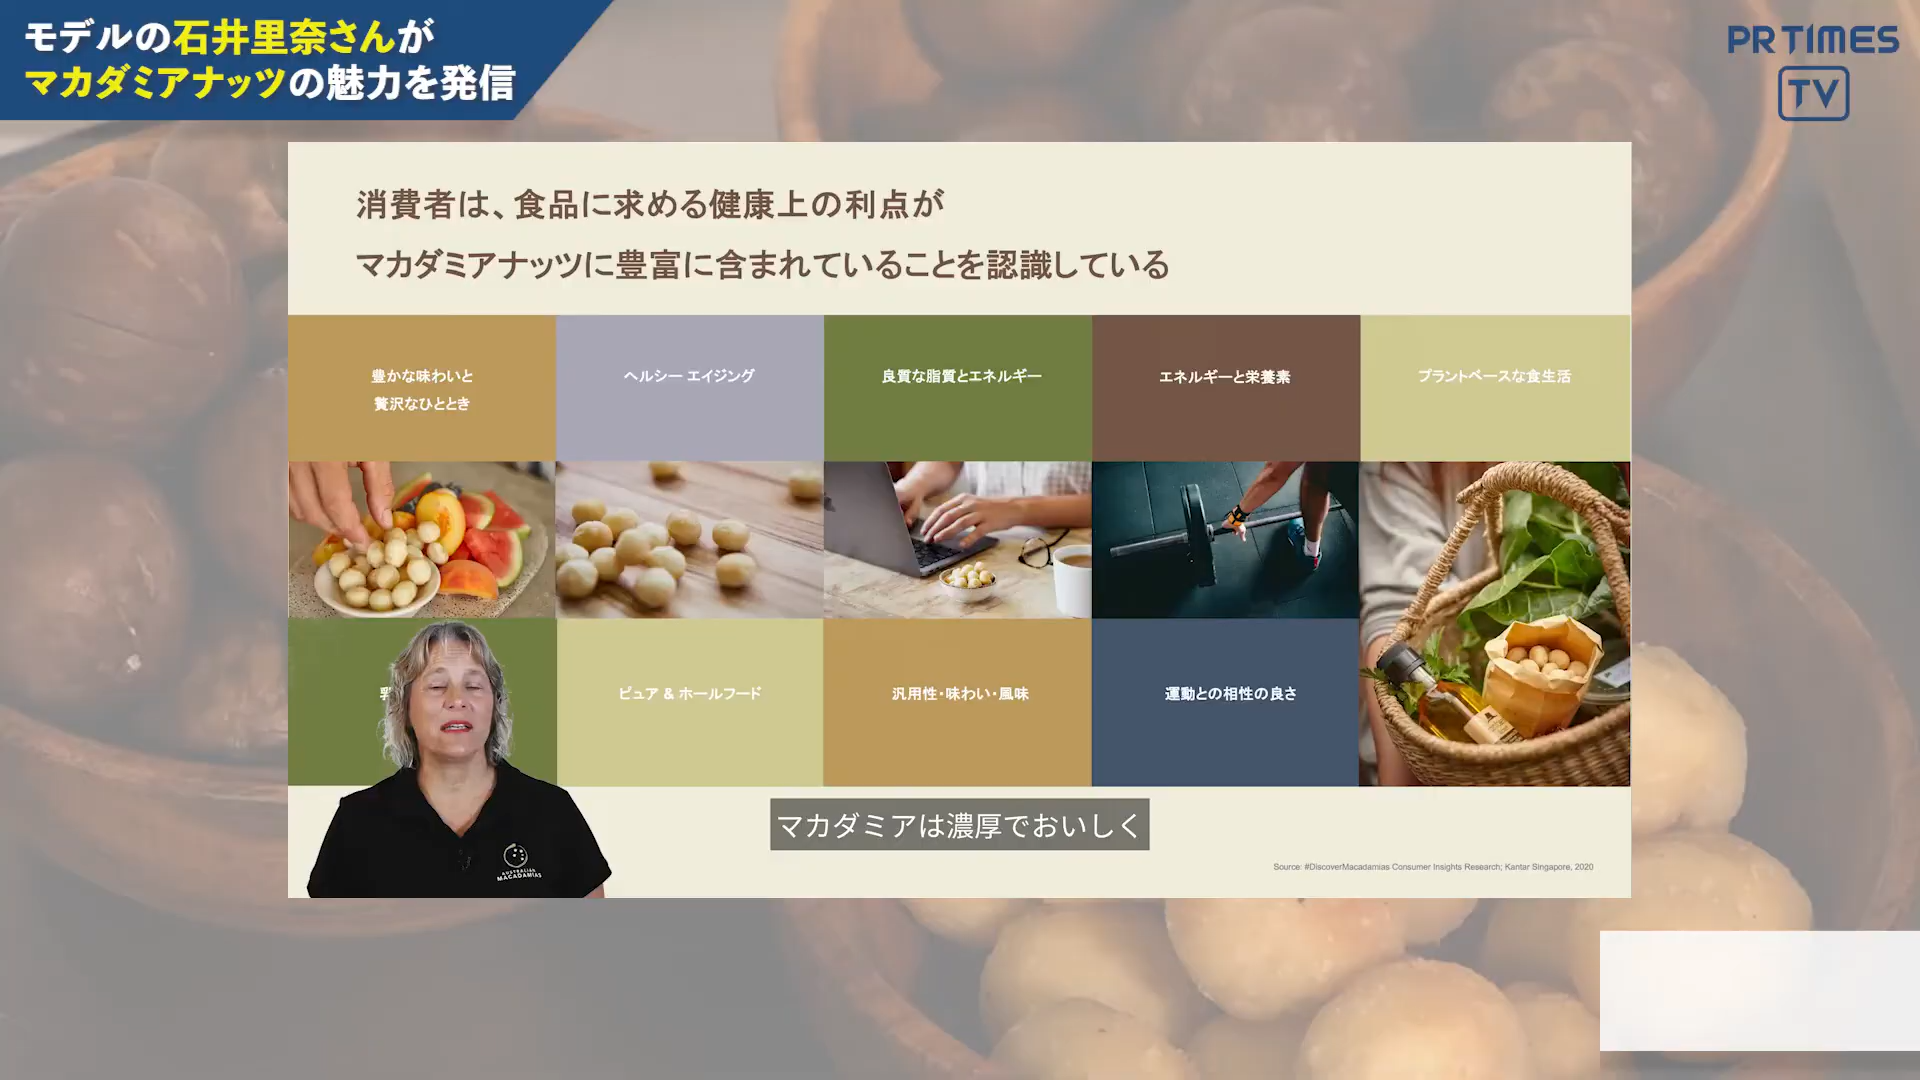 モデルの石井里奈さんが
マカダミアナッツの魅力を発信
PR TIMES
TV
消費者は、食品に求める健康上の利点が
マカダミアナッツに豊富に含まれていることを認識している
豊かな味わいと
贅沢なひととき
ヘルシー エイジング
良質な脂質とエネルギー
エネルギーと栄養素
プラントベースな食生活
乳
ピュア & ホールフード
汎用性・味わい・風味
運動との相性の良さ
AUSTRALIAN
MACADAMIAS
マカダミアは濃厚でおいしく
Source: #DiscoverMacadamias Consumer Insights Research; Kantar Singapore, 2020